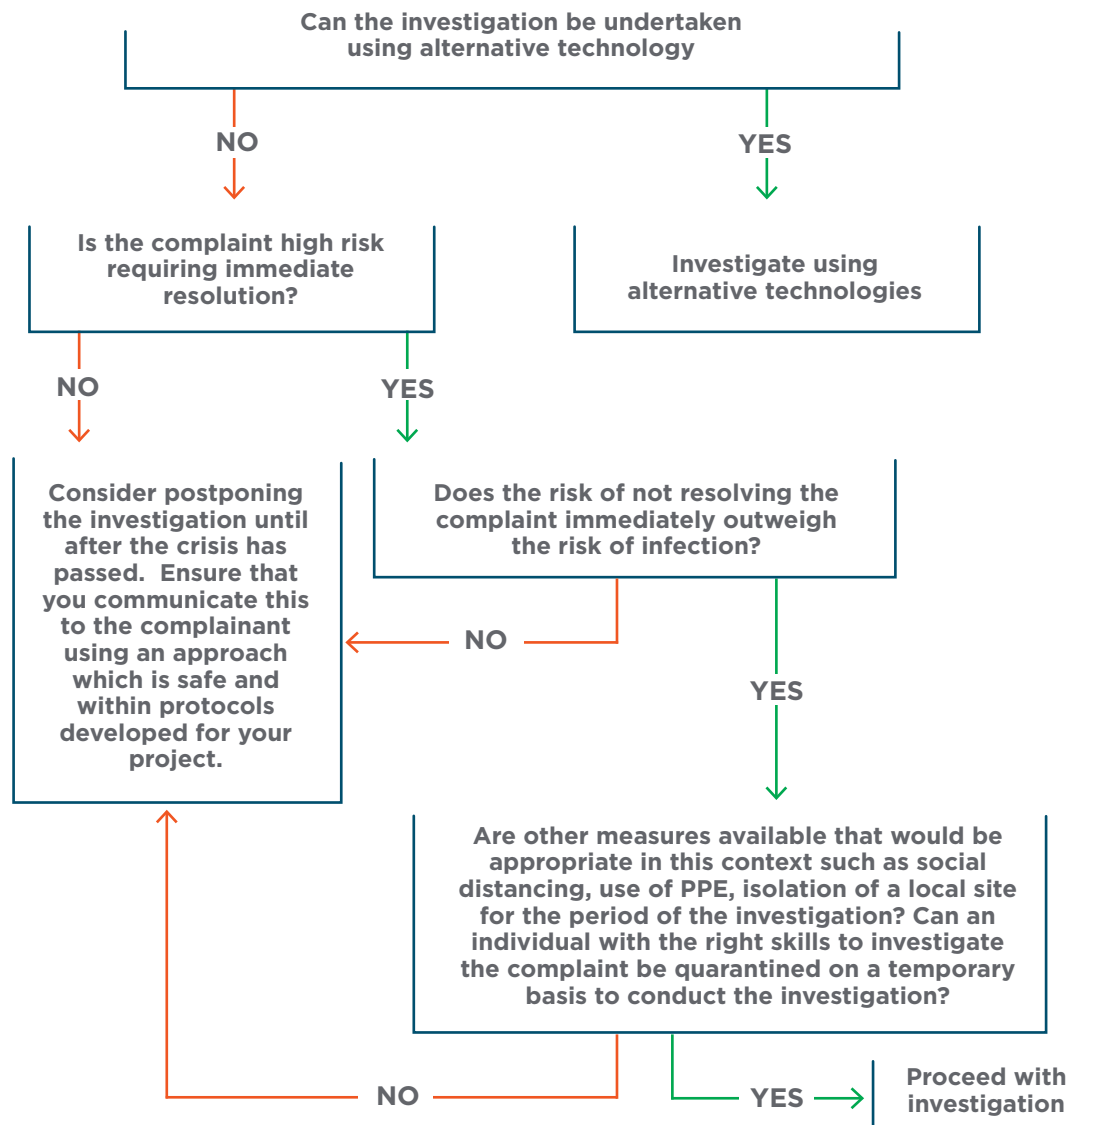 Can the investigation be undertaken
using alternative technology
NO
YES
Is the complaint high risk
requiring immediate
resolution?
Investigate using
alternative technologies
NO
YES
Consider postponing
the investigation until
after the crisis has
passed.  Ensure that
you communicate this
to the complainant
using an approach
which is safe and
within protocols
developed for your
project.
Does the risk of not resolving the
complaint immediately outweigh
the risk of infection?
NO
YES
Are other measures available that would be
appropriate in this context such as social
distancing, use of PPE, isolation of a local site
for the period of the investigation? Can an
individual with the right skills to investigate
the complaint be quarantined on a temporary
basis to conduct the investigation?
NO
YES
Proceed with
investigation